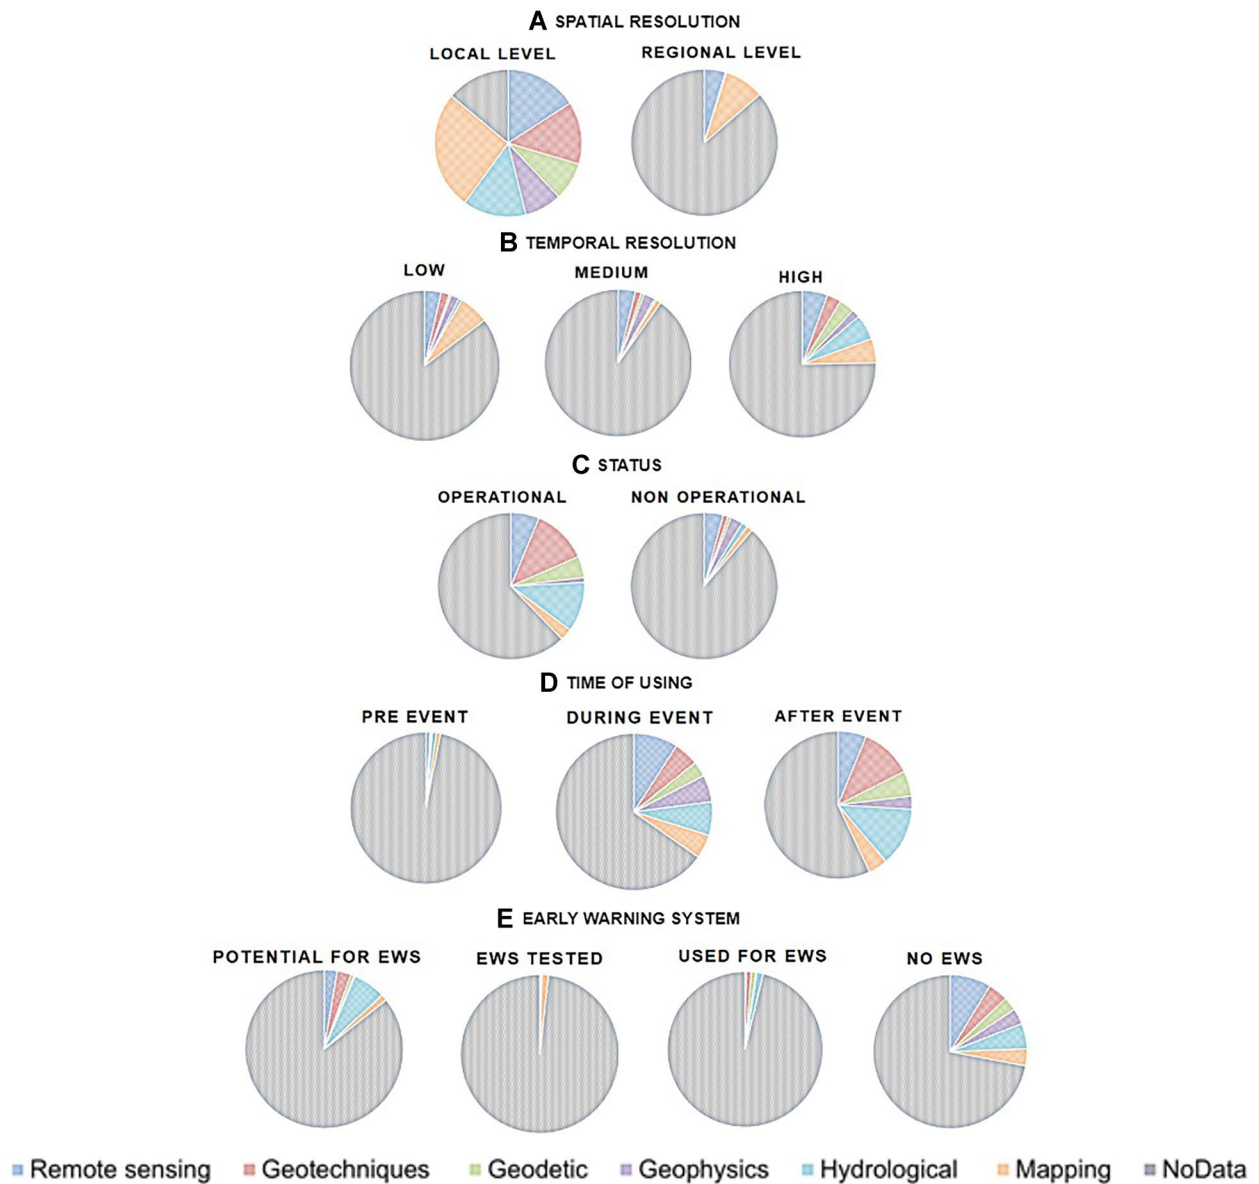 A SPATIAL RESOLUTION
LOCAL LEVEL
REGIONAL LEVEL
B TEMPORAL RESOLUTION
LOW
MEDIUM
HIGH
C STATUS
OPERATIONAL
NON OPERATIONAL
D TIME OF USING
PRE EVENT
DURING EVENT
AFTER EVENT
E EARLY WARNING SYSTEM
POTENTIAL FOR EWS
EWS TESTED
USED FOR EWS
NO EWS
Remote sensing Geotechniques Geodetic Geophysics Hydrological Mapping NoData